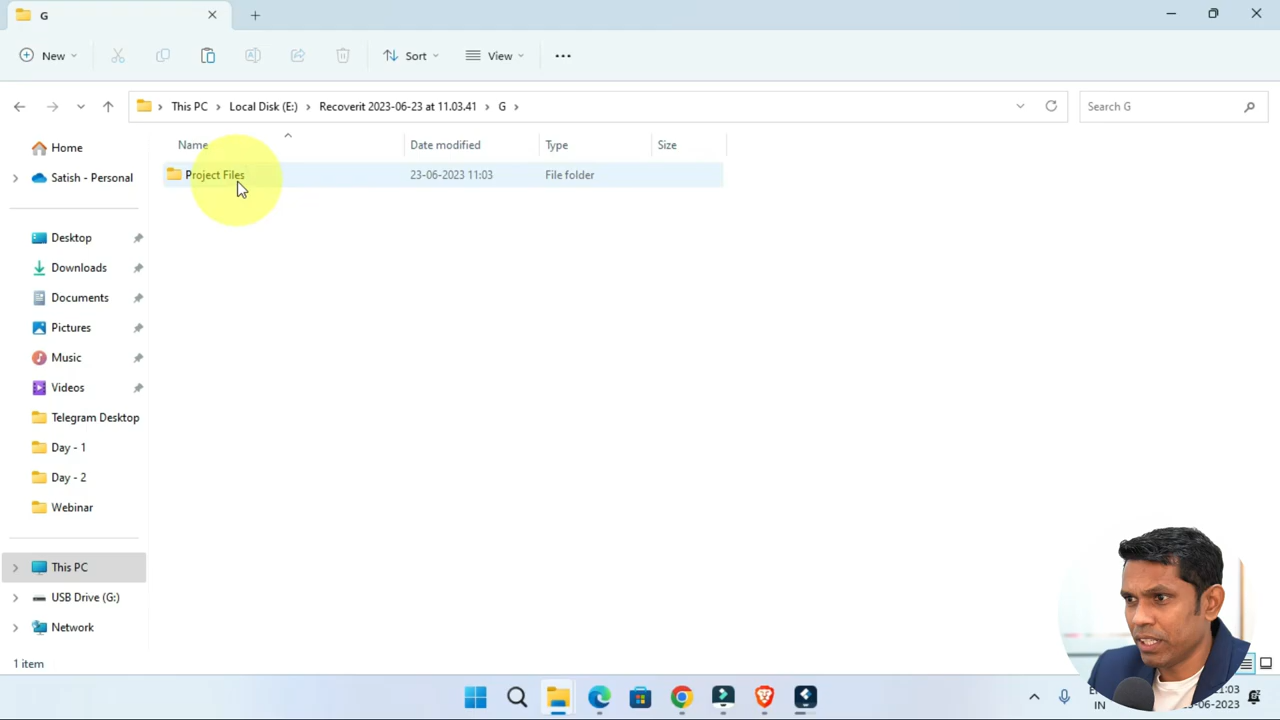 G
New
Sort
View
This PC
Local Disk (E:)
Recoverit 2023-06-23 at 11.03.41
G
Search G
Name
Date modified
Type
Size
Project Files
23-06-2023 11:03
File folder
Home
Satish - Personal
Desktop
Downloads
Documents
Pictures
Music
Videos
Telegram Desktop
Day - 1
Day - 2
Webinar
This PC
USB Drive (G:)
Network
1 item
IN